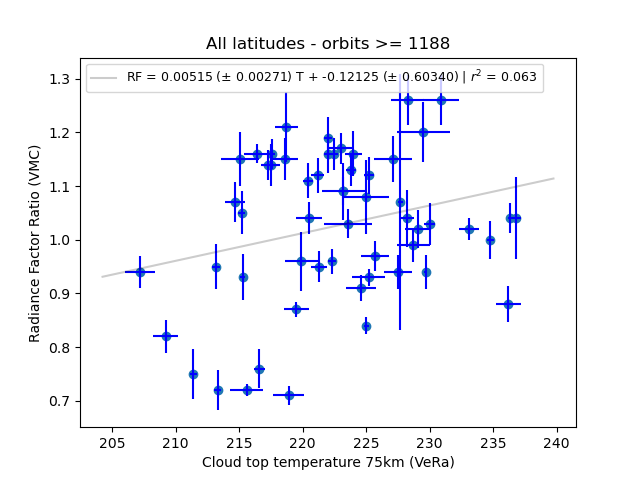 All latitudes - orbits >= 1188
RF = 0.00515 (± 0.00271) T + -0.12125 (± 0.60340) | r² = 0.063
1.3
1.2
1.1
1.0
0.9
0.8
0.7
Radiance Factor Ratio (VMC)
205 210 215 220 225 230 235 240
Cloud top temperature 75km (VeRa)